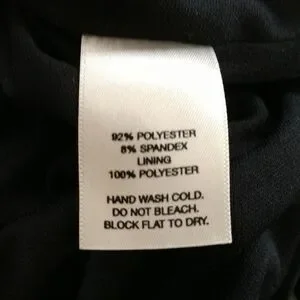 92% POLYESTER
8% SPANDEX
LINING
100% POLYESTER
HAND WASH COLD.
DO NOT BLEACH.
BLOCK FLAT TO DRY.